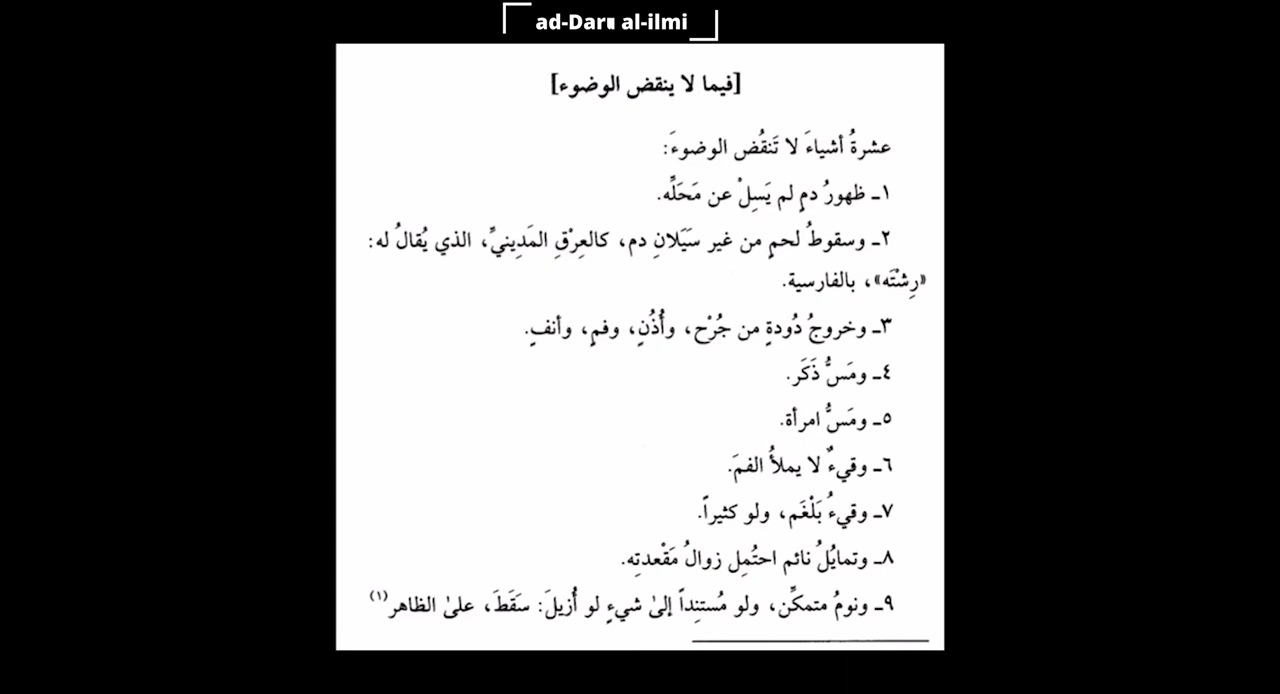 ad-Daru al-ilmi
[فيما لا ينقض الوضوء]
عشرةُ أشياءَ لا تَنقُض الوضوءَ:
١ـ ظهورُ دمٍ لم يَسِلْ عن مَحَلِّه.
٢ـ وسقوطُ لحمٍ من غير سَيَلانِ دم، كالعِرْقِ المَدِينيِّ، الذي يُقالُ له:
«رِشْتَه»، بالفارسية.
٣ـ وخروجُ دُودةٍ من جُرْح، وأُذُنٍ، وفمٍ، وأنفٍ.
٤ـ ومَسُّ ذَكَر.
٥ـ ومَسُّ امرأة.
٦ـ وقيءٌ لا يملأُ الفمَ.
٧ـ وقيءُ بَلْغَم، ولو كثيراً.
٨ـ وتمايُلُ نائم احتُمِل زوالُ مَقْعدتِه.
٩ـ ونومُ متمكِّن، ولو مُستنِداً إلىٰ شيءٍ لو أُزيلَ: سَقَطَ، علىٰ الظاهر(١)